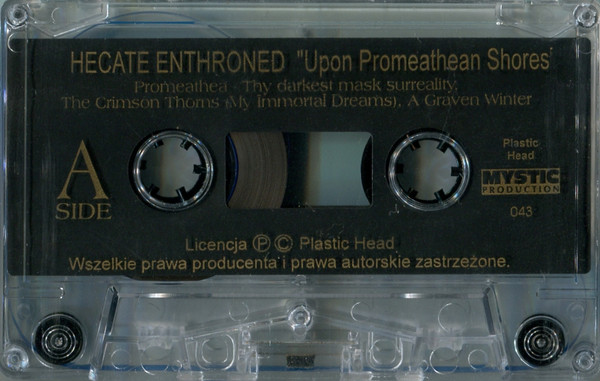 HECATE ENTHRONED "Upon Promeathean Shores"
Promeathea - Thy darkest mask surreality,
The Crimson Thorns (My Immortal Dreams), A Graven Winter
A
SIDE
Plastic
Head
MYSTIC
PRODUCTION
043
Licencja Ⓟ © Plastic Head
Wszelkie prawa producenta i prawa autorskie zastrzeżone.